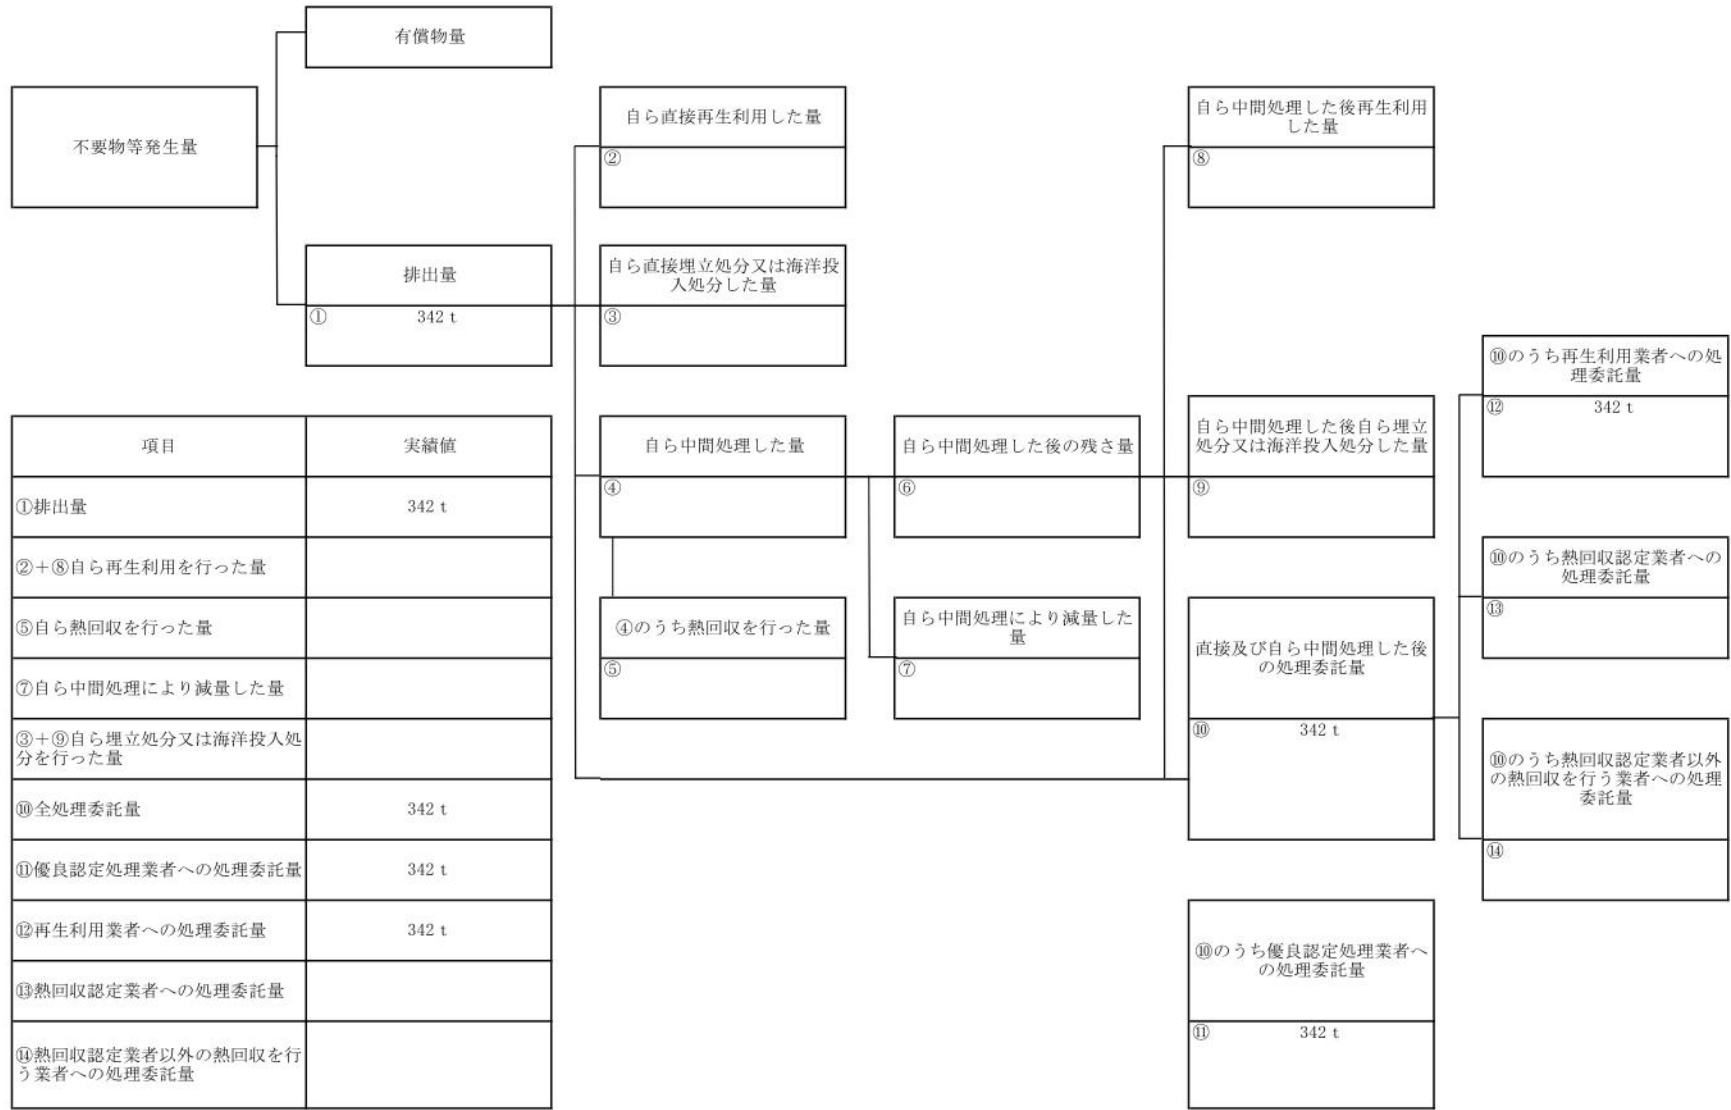 有償物量
不要物等発生量
自ら直接再生利用した量
②
自ら中間処理した後再生利用
した量
⑧
排出量
① 342 t
自ら直接埋立処分又は海洋投
入処分した量
③
⑩のうち再生利用業者への処
理委託量
⑫ 342 t
自ら中間処理した量
④
自ら中間処理した後の残さ量
⑥
自ら中間処理した後自ら埋立
処分又は海洋投入処分した量
⑨
⑩のうち熱回収認定業者への
処理委託量
⑬
④のうち熱回収を行った量
⑤
自ら中間処理により減量した
量
⑦
直接及び自ら中間処理した後
の処理委託量
⑩ 342 t
⑩のうち熱回収認定業者以外
の熱回収を行う業者への処理
委託量
⑭
⑩のうち優良認定処理業者へ
の処理委託量
⑪ 342 t
項目 実績値
①排出量 342 t
②＋⑧自ら再生利用を行った量
⑤自ら熱回収を行った量
⑦自ら中間処理により減量した量
③＋⑨自ら埋立処分又は海洋投入処
分を行った量
⑩全処理委託量 342 t
⑪優良認定処理業者への処理委託量 342 t
⑫再生利用業者への処理委託量 342 t
⑬熱回収認定業者への処理委託量
⑭熱回収認定業者以外の熱回収を行
う業者への処理委託量